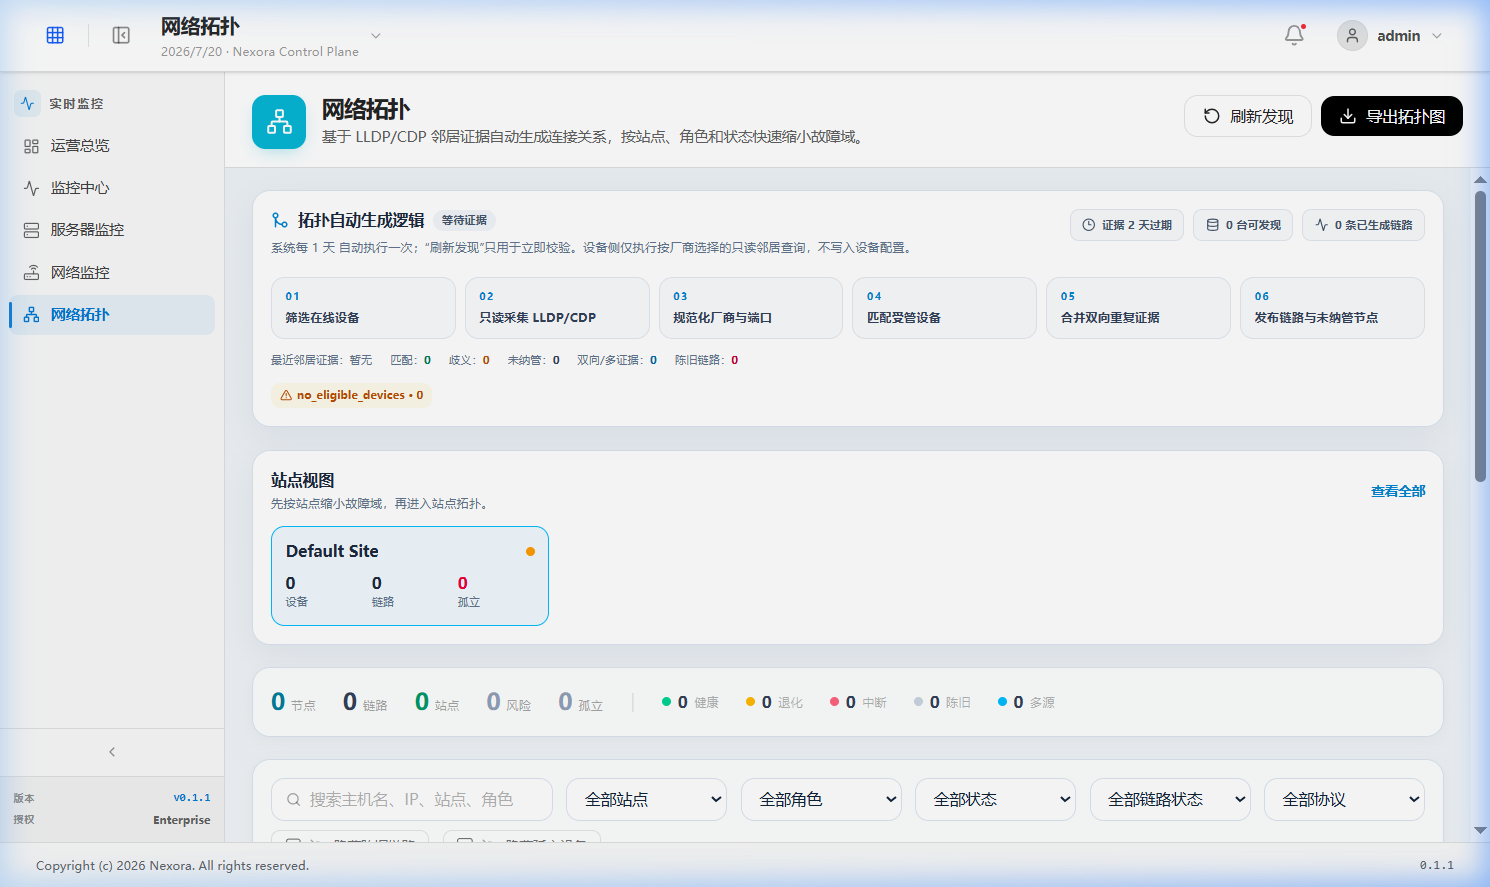 网络拓扑
2026/7/20 · Nexora Control Plane
admin
实时监控
运营总览
监控中心
服务器监控
网络监控
网络拓扑
版本 v0.1.1
授权 Enterprise
网络拓扑
基于 LLDP/CDP 邻居证据自动生成连接关系，按站点、角色和状态快速缩小故障域。
刷新发现
导出拓扑图
拓扑自动生成逻辑 等待证据
系统每 1 天 自动执行一次；“刷新发现”只用于立即校验。设备侧仅执行按厂商选择的只读邻居查询，不写入设备配置。
证据 2 天过期
0 台可发现
0 条已生成链路
01
筛选在线设备
02
只读采集 LLDP/CDP
03
规范化厂商与端口
04
匹配受管设备
05
合并双向重复证据
06
发布链路与未纳管节点
最近邻居证据：暂无 匹配：0 歧义：0 未纳管：0 双向/多证据：0 陈旧链路：0
no_eligible_devices • 0
站点视图
先按站点缩小故障域，再进入站点拓扑。
查看全部
Default Site
0 0 0
设备 链路 孤立
0 节点 0 链路 0 站点 0 风险 0 孤立 0 健康 0 退化 0 中断 0 陈旧 0 多源
搜索主机名、IP、站点、角色
全部站点
全部角色
全部状态
全部链路状态
全部协议
Copyright (c) 2026 Nexora. All rights reserved.
0.1.1